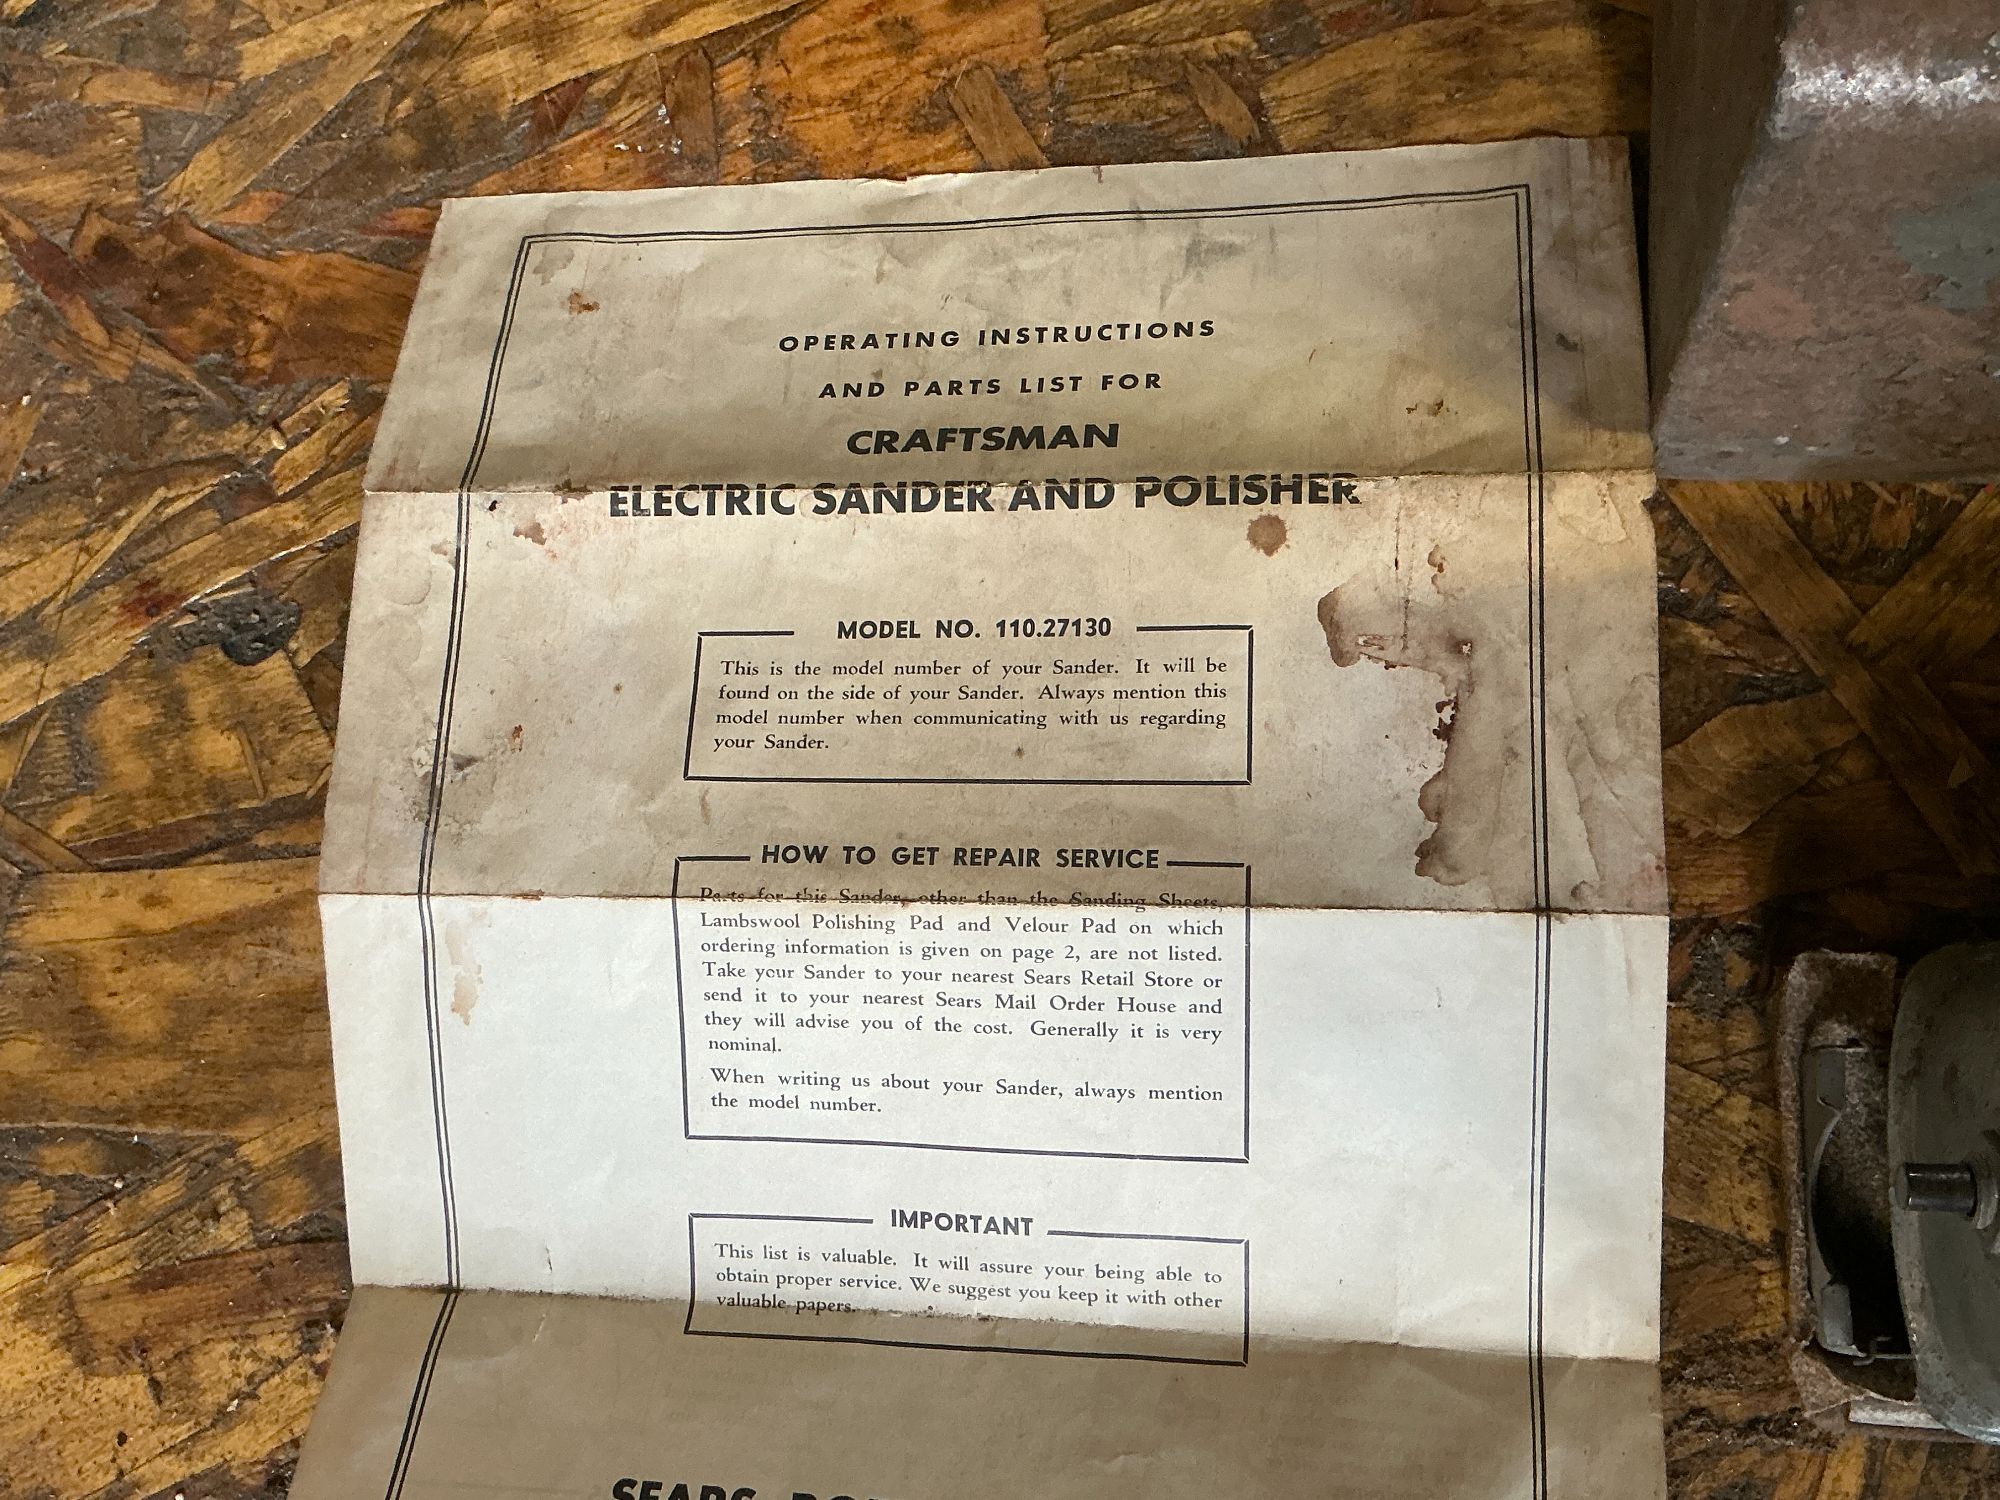 OPERATING INSTRUCTIONS
AND PARTS LIST FOR
CRAFTSMAN
ELECTRIC SANDER AND POLISHER
MODEL NO. 110.27130
This is the model number of your Sander. It will be
found on the side of your Sander. Always mention this
model number when communicating with us regarding
your Sander.
HOW TO GET REPAIR SERVICE
Parts for this Sander, other than the Sanding Sheets,
Lambswool Polishing Pad and Velour Pad on which
ordering information is given on page 2, are not listed.
Take your Sander to your nearest Sears Retail Store or
send it to your nearest Sears Mail Order House and
they will advise you of the cost. Generally it is very
nominal.
When writing us about your Sander, always mention
the model number.
IMPORTANT
This list is valuable. It will assure your being able to
obtain proper service. We suggest you keep it with other
valuable papers.
SEARS